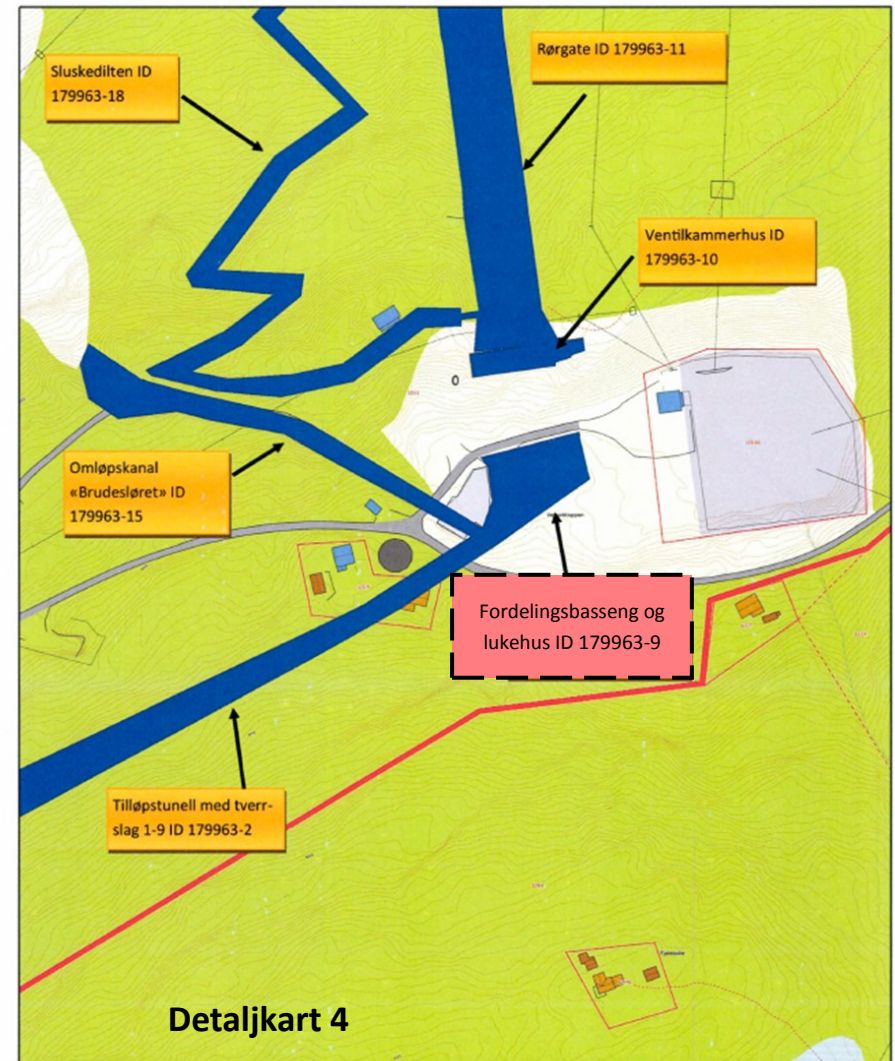 Rørgate ID 179963-11
Sluskedilten ID
179963-18
Ventilkammerhus ID
179963-10
Omløpskanal
«Brudesløret» ID
179963-15
Fordelingsbasseng og
lukehus ID 179963-9
Tilløpstunell med tverr-
slag 1-9 ID 179963-2
Detaljkart 4